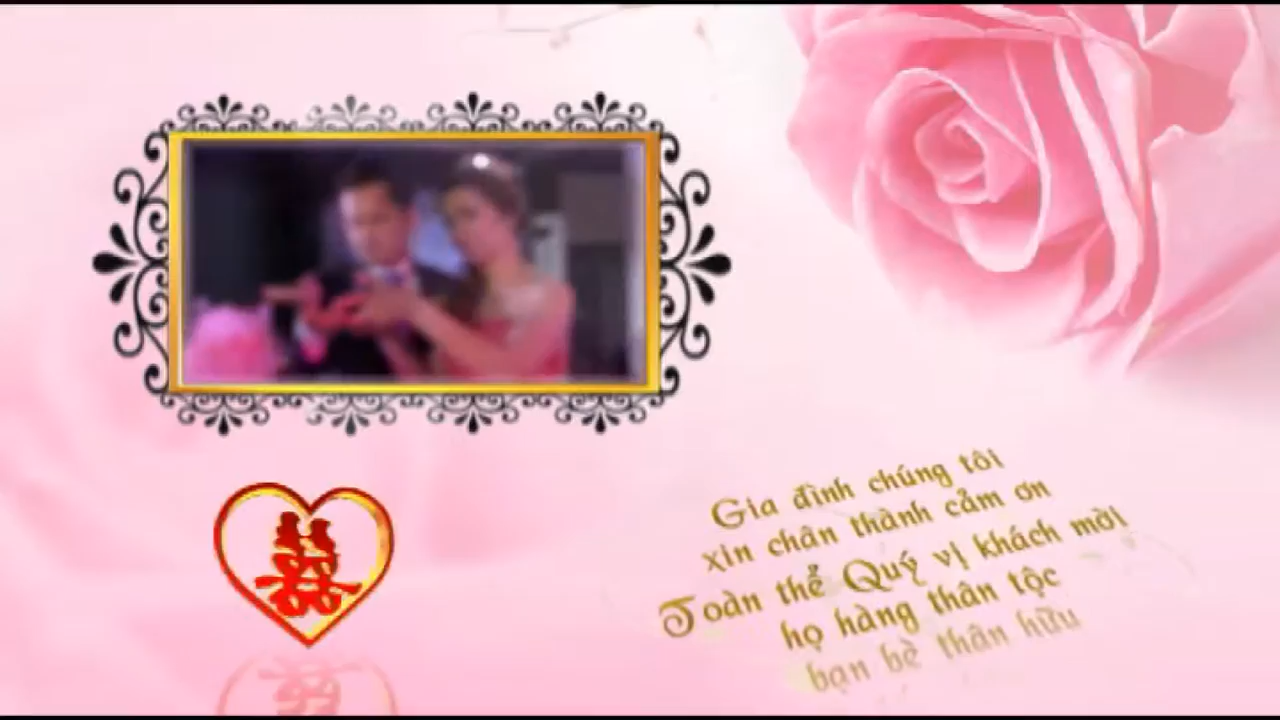 Gia đình chúng tôi
xin chân thành cảm ơn
Toàn thể Quý vị khách mời
họ hàng thân tộc
bạn bè thân hữu